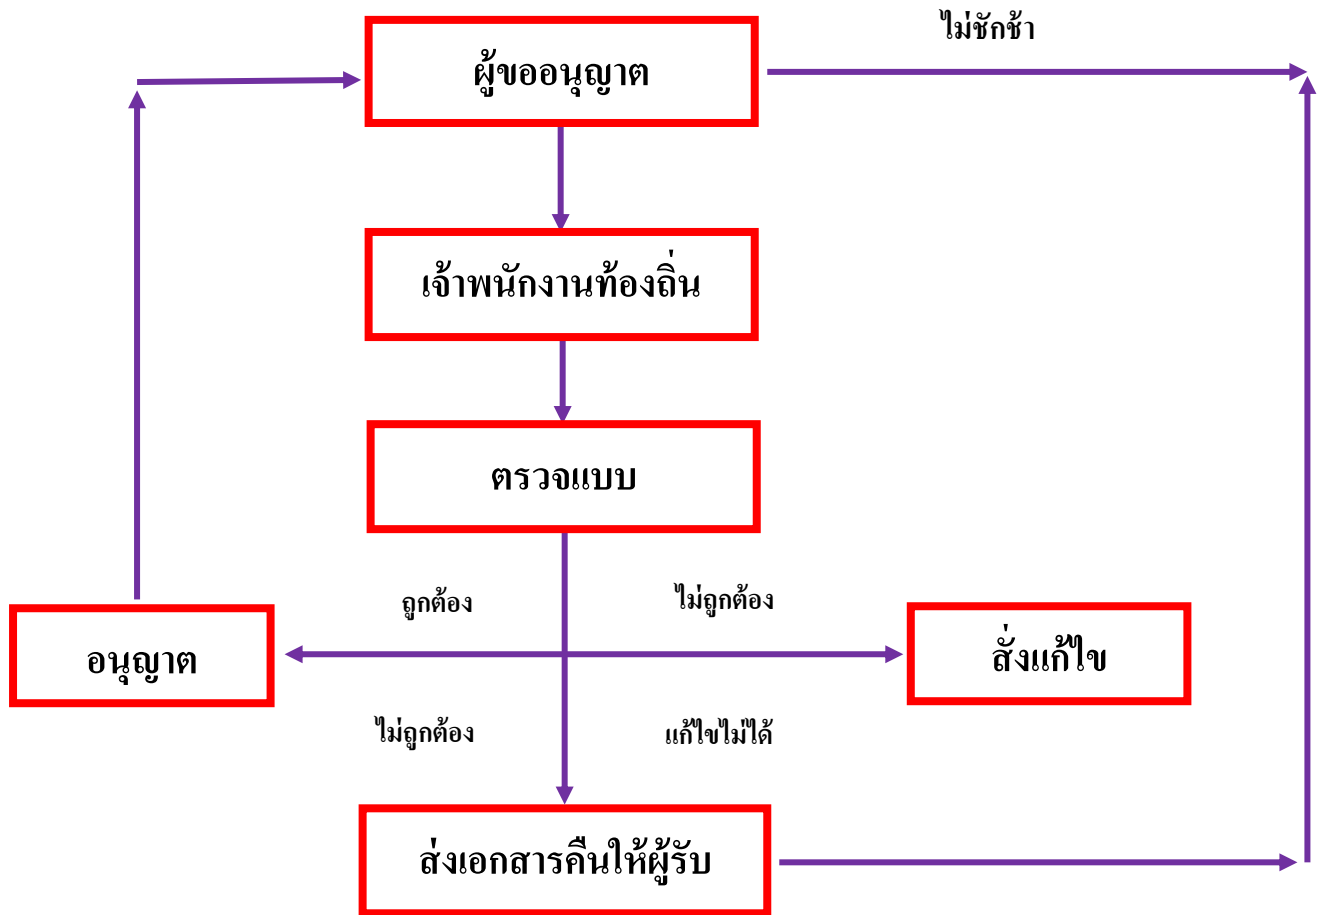 ไม่ชักช้า
ผู้ขออนุญาต
เจ้าพนักงานท้องถิ่น
ตรวจแบบ
ถูกต้อง
ไม่ถูกต้อง
อนุญาต
สั่งแก้ไข
ไม่ถูกต้อง
แก้ไขไม่ได้
ส่งเอกสารคืนให้ผู้รับ